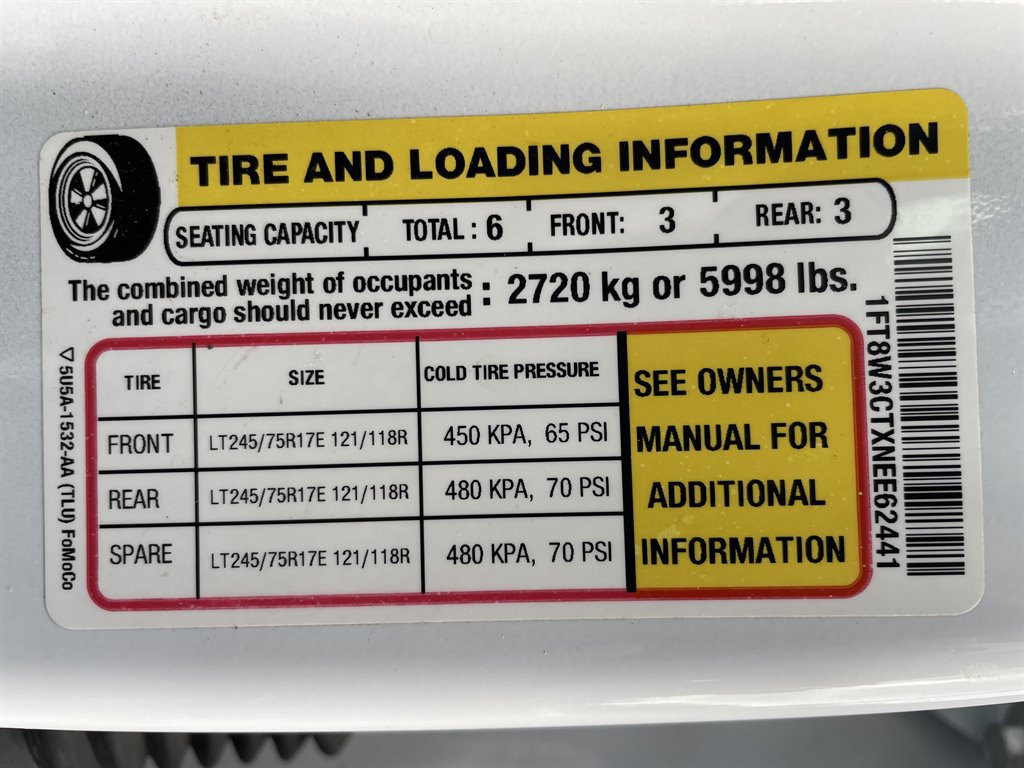 TIRE AND LOADING INFORMATION
SEATING CAPACITY TOTAL : 6 FRONT: 3 REAR: 3
The combined weight of occupants
and cargo should never exceed : 2720 kg or 5998 lbs.
TIRE SIZE COLD TIRE PRESSURE
FRONT LT245/75R17E 121/118R 450 KPA, 65 PSI
REAR LT245/75R17E 121/118R 480 KPA, 70 PSI
SPARE LT245/75R17E 121/118R 480 KPA, 70 PSI
SEE OWNERS
MANUAL FOR
ADDITIONAL
INFORMATION
1FT8W3CTXNEE62441
5U5A-1532-AA (TLU) FoMoCo